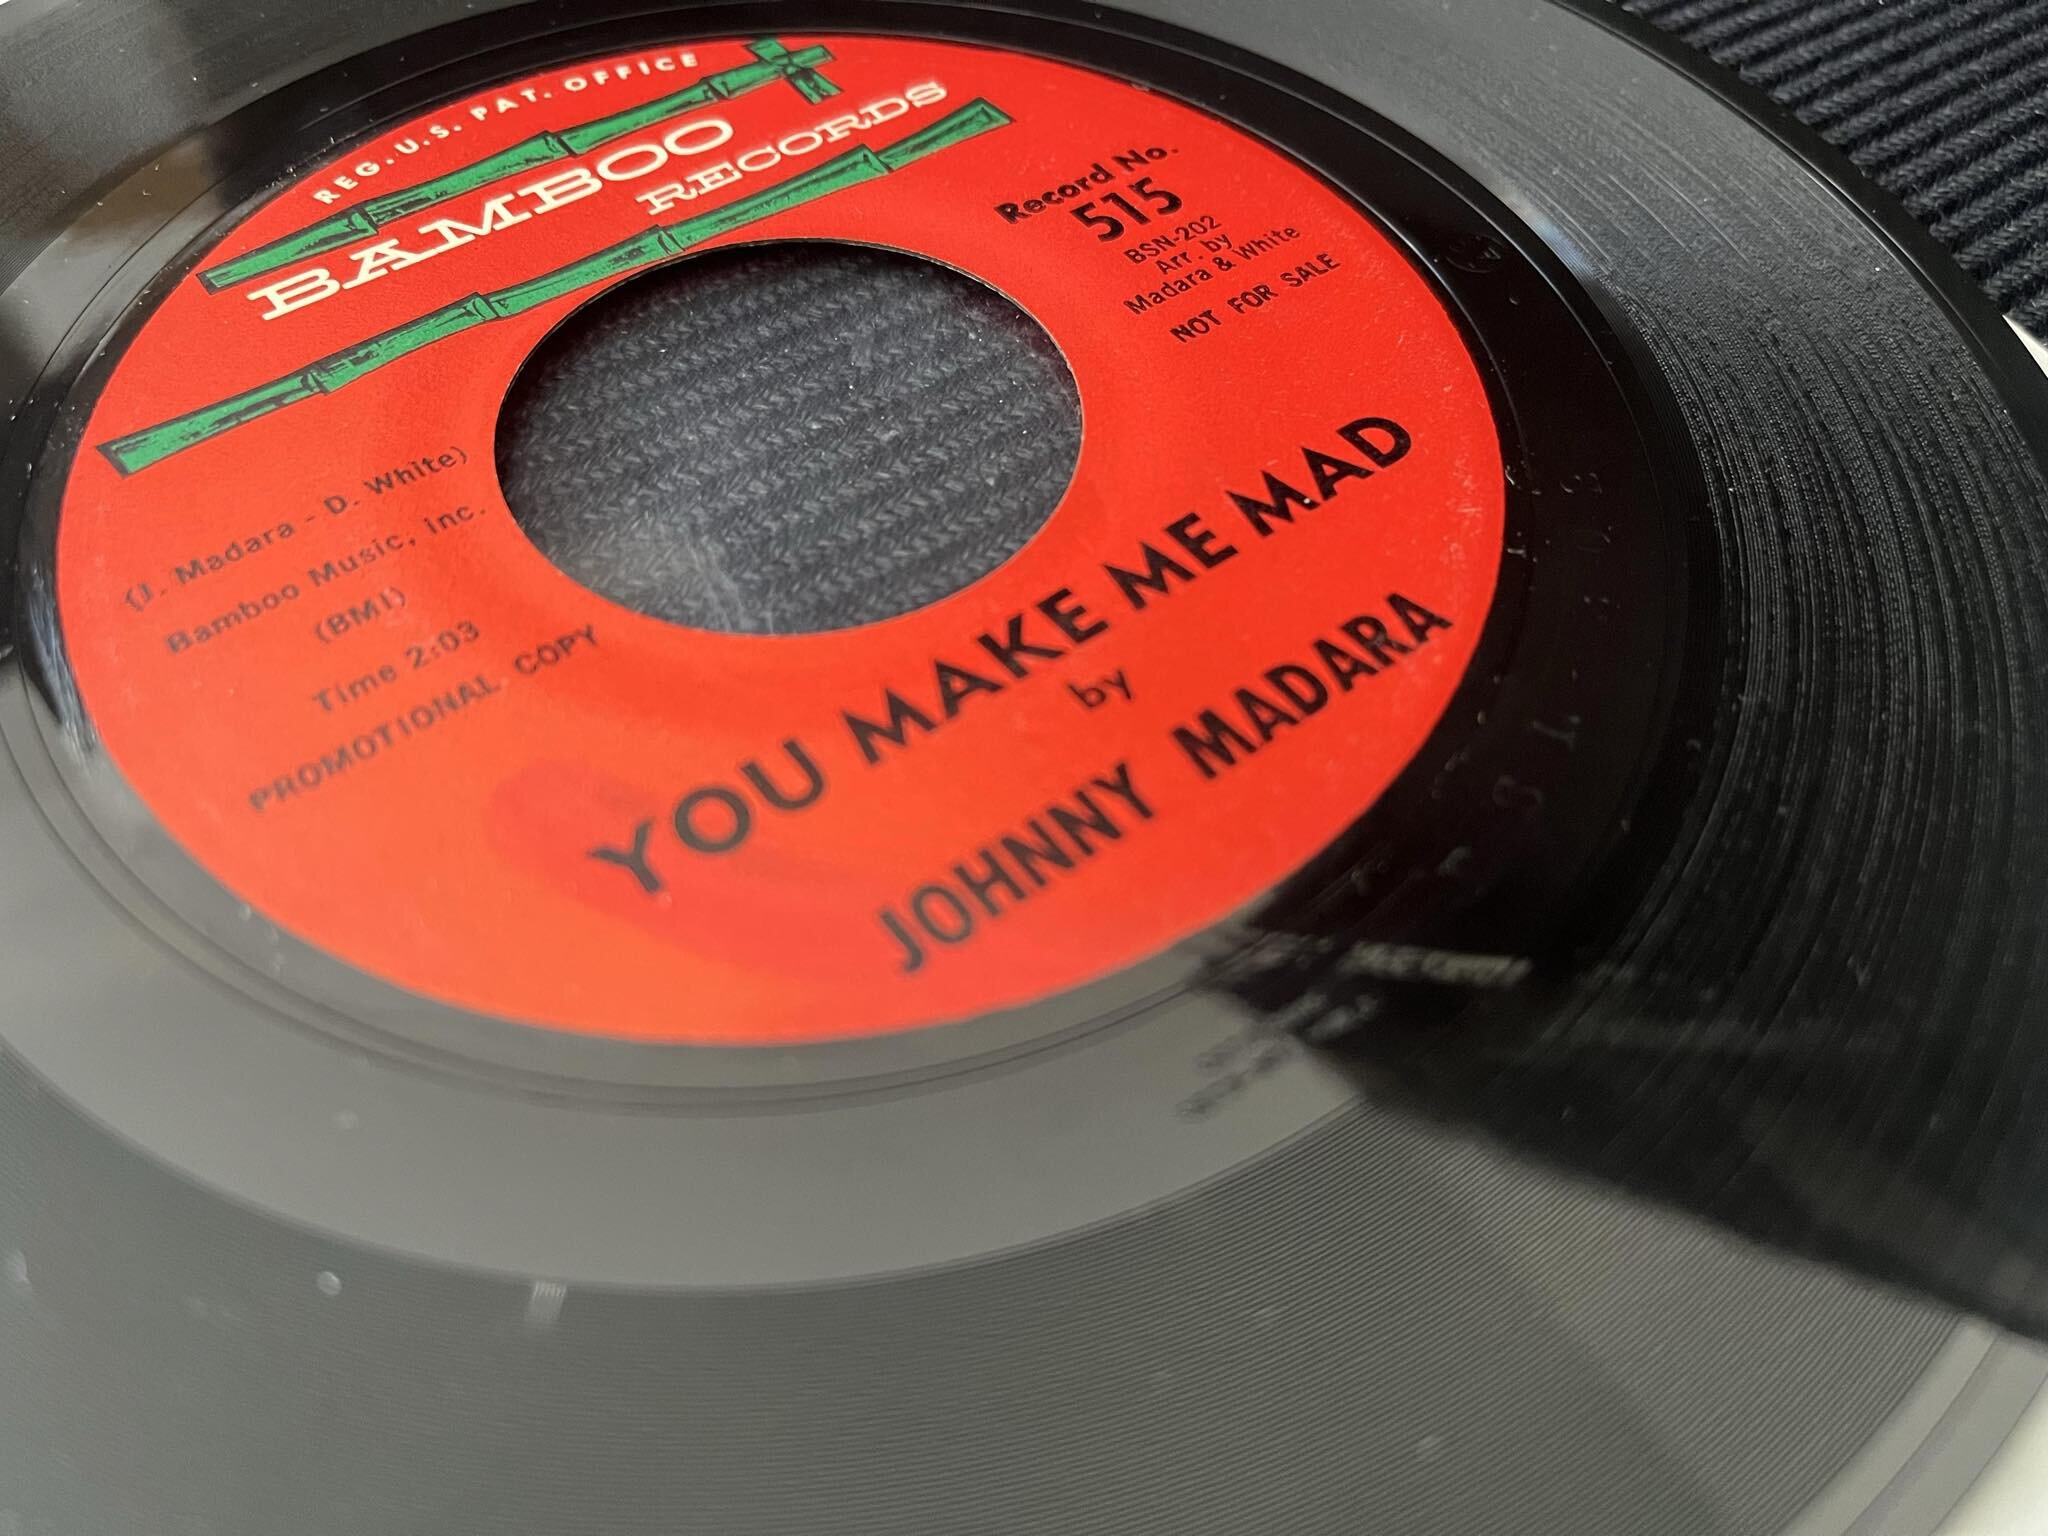 REG. U.S. PAT. OFFICE
BAMBOO
RECORDS
Record No.
515
BSN-202
Arr. by
Madara & White
NOT FOR SALE
(J. Madara - D. White)
Bamboo Music, Inc.
(BMI)
Time 2:03
PROMOTIONAL COPY
YOU MAKE ME MAD
by
JOHNNY MADARA